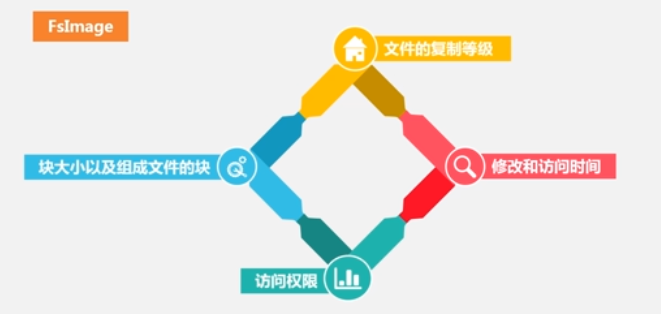 FsImage
文件的复制等级
块大小以及组成文件的块
修改和访问时间
访问权限